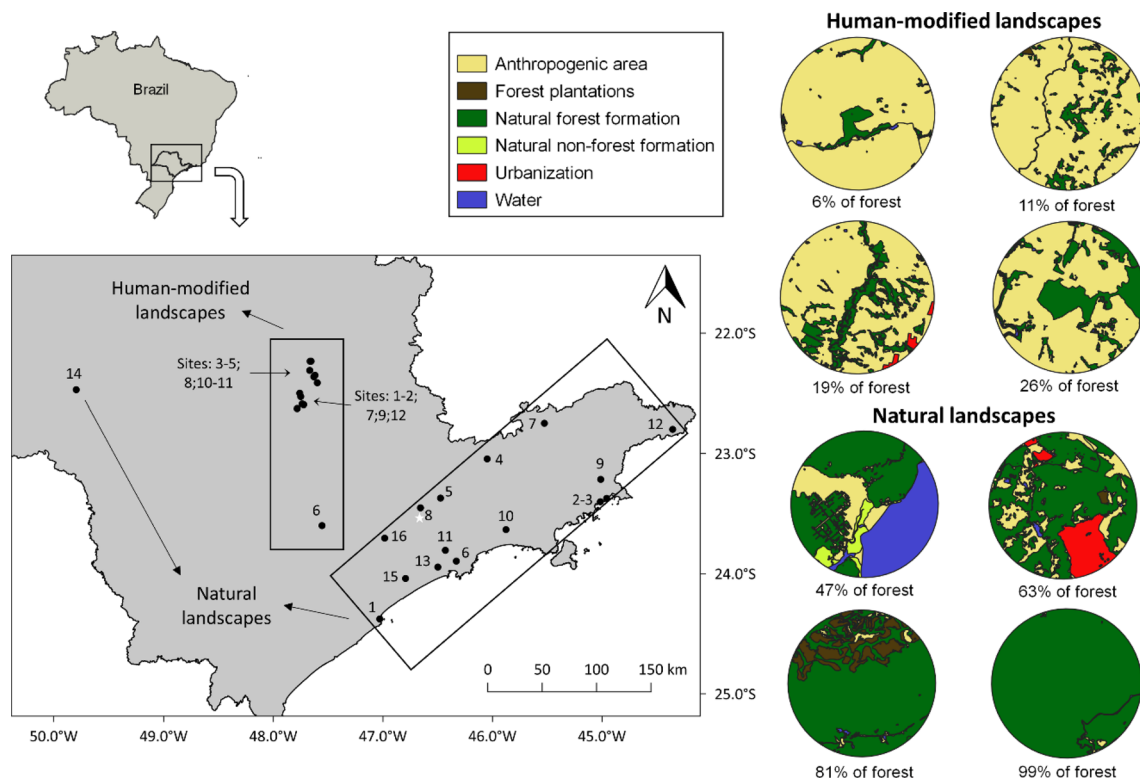 Brazil
Anthropogenic area
Forest plantations
Natural forest formation
Natural non-forest formation
Urbanization
Water
Human-modified landscapes
6% of forest
11% of forest
19% of forest
26% of forest
Natural landscapes
47% of forest
63% of forest
81% of forest
99% of forest
Human-modified
landscapes
N
Sites: 3-5;
8;10-11
Sites: 1-2;
7;9;12
14
6
7
12
4
9
5
2-3
8
10
16
11
13
6
15
1
Natural
landscapes
0 50 100 150 km
22.0°S
23.0°S
24.0°S
25.0°S
50.0°W 49.0°W 48.0°W 47.0°W 46.0°W 45.0°W